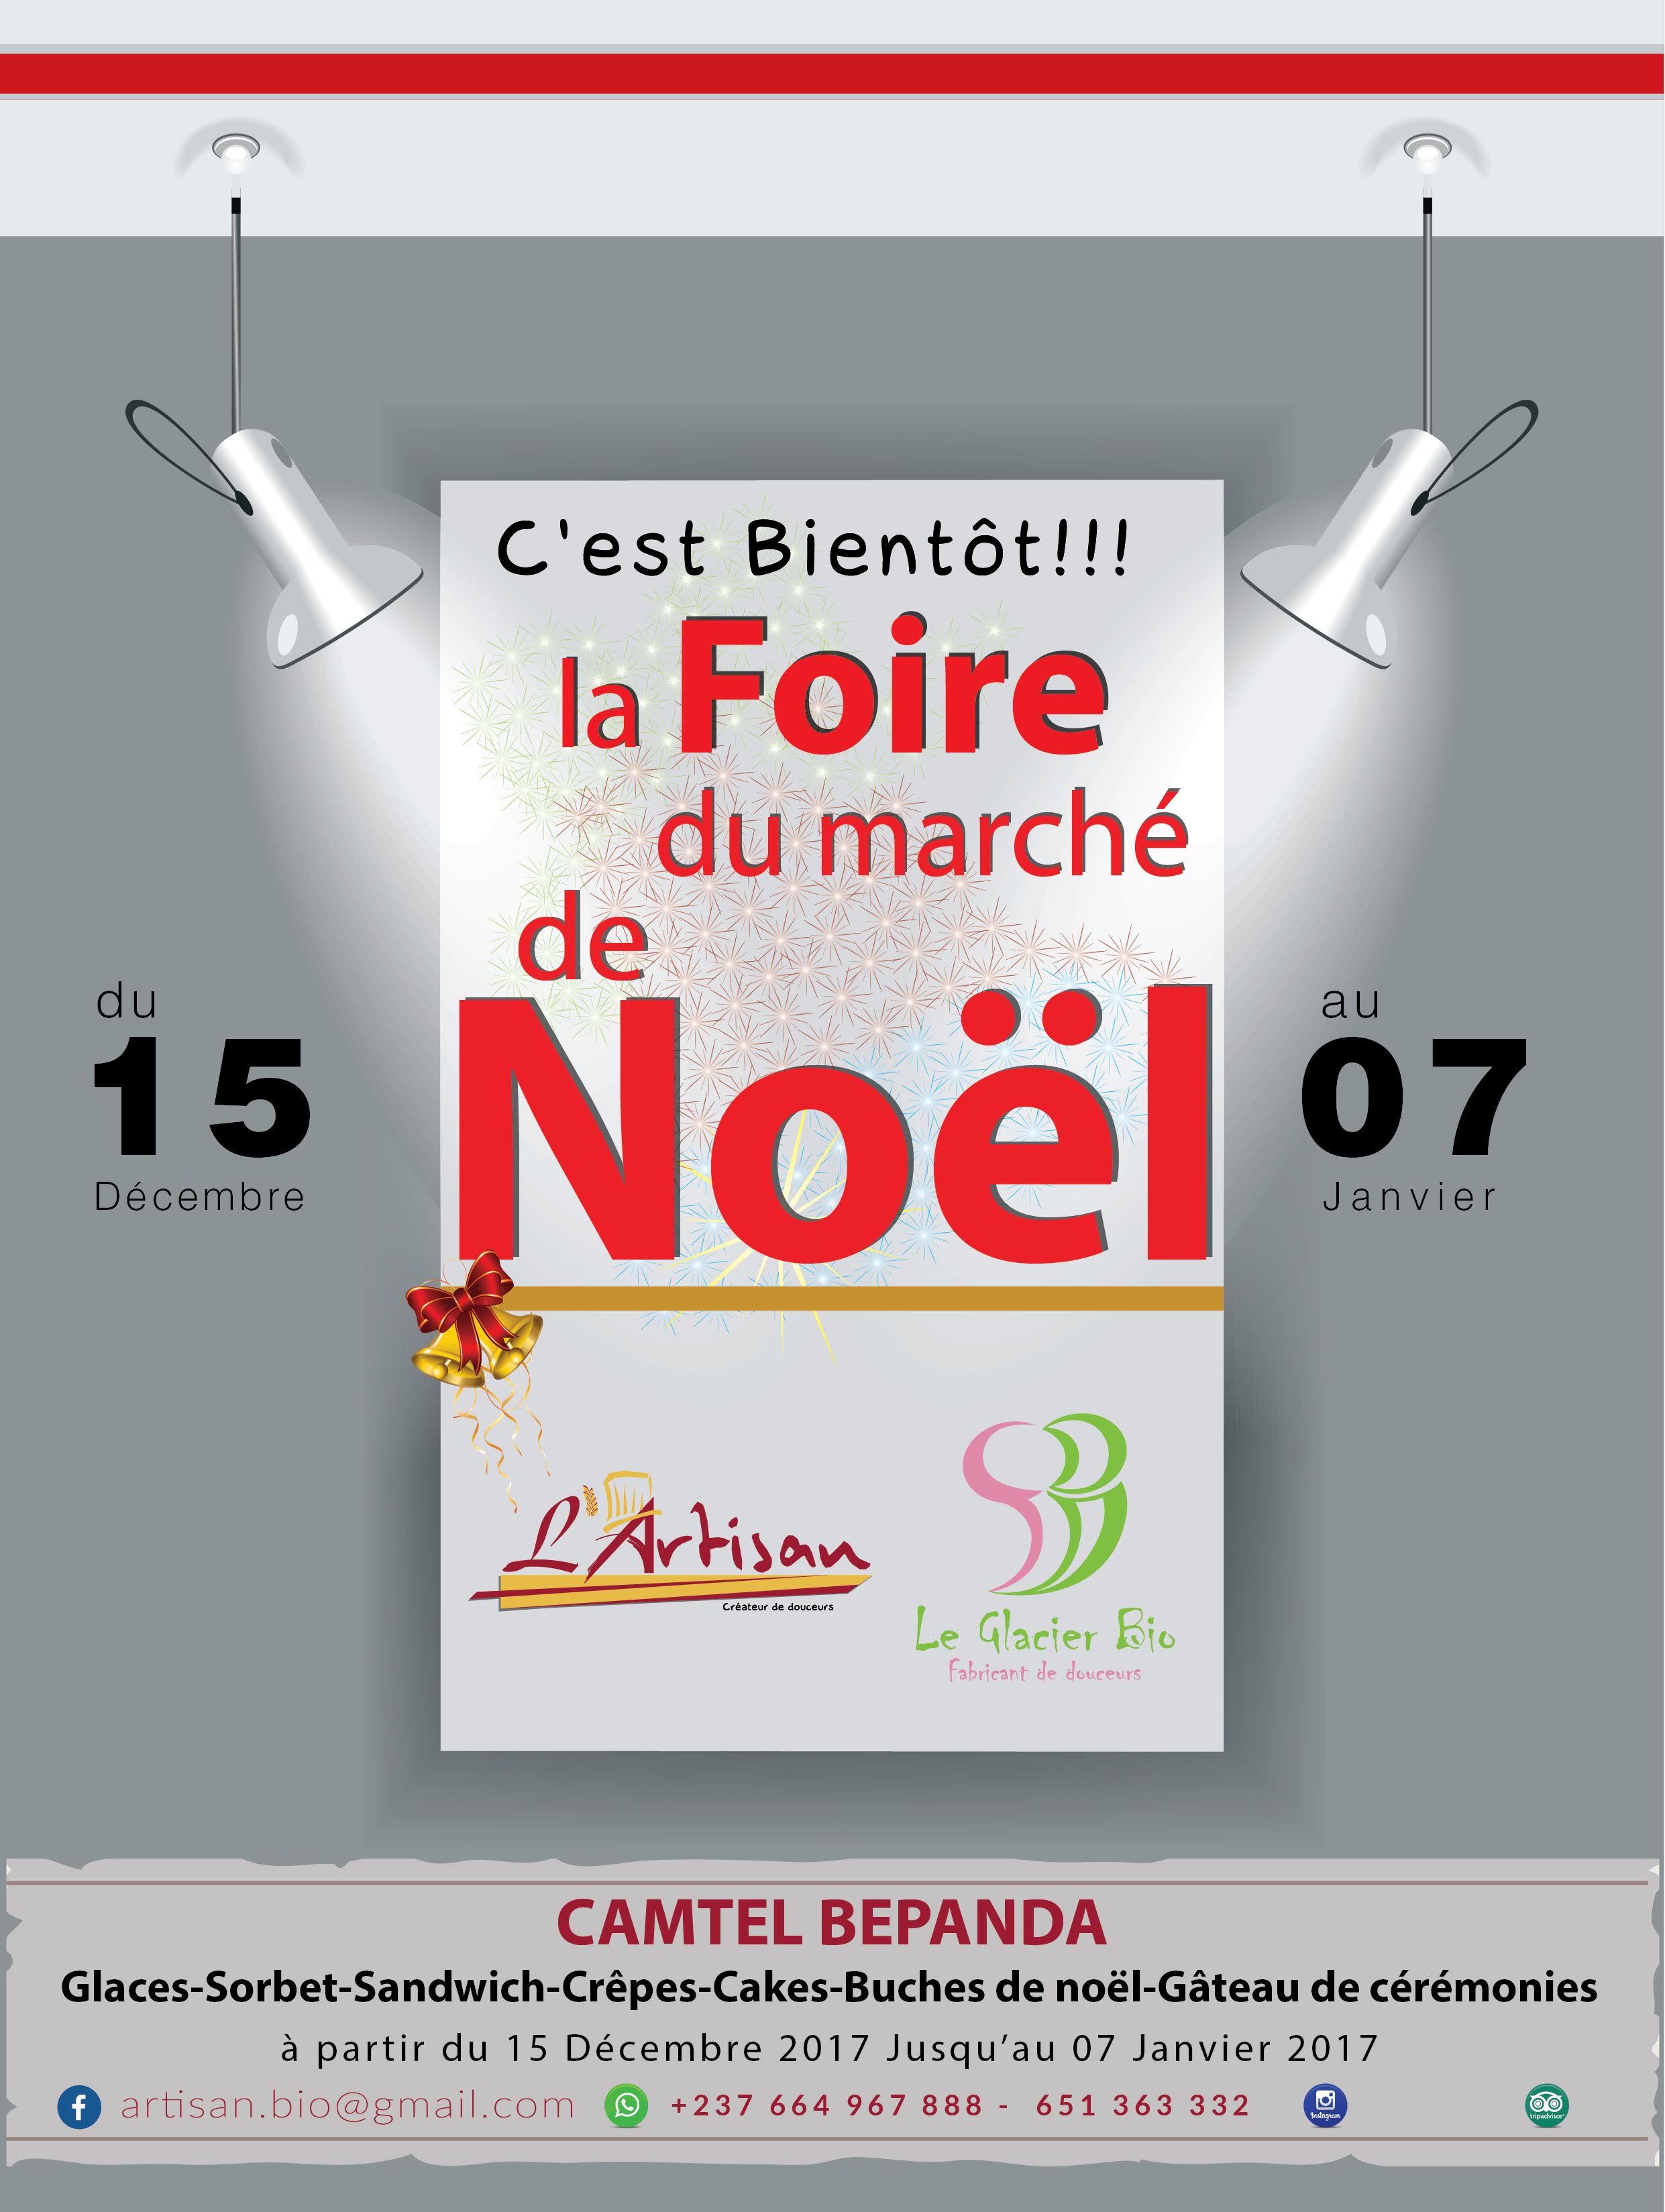 C'est Bientôt!!!
la Foire
du marché
de
Noël
du
15
Décembre
au
07
Janvier
L'Artisan
Créateur de douceurs
Le Glacier Bio
Fabricant de douceurs
CAMTEL BEPANDA
Glaces-Sorbet-Sandwich-Crêpes-Cakes-Buches de noël-Gâteau de cérémonies
à partir du 15 Décembre 2017 Jusqu’au 07 Janvier 2017
artisan.bio@gmail.com +237 664 967 888 - 651 363 332 Instagram tripadvisor